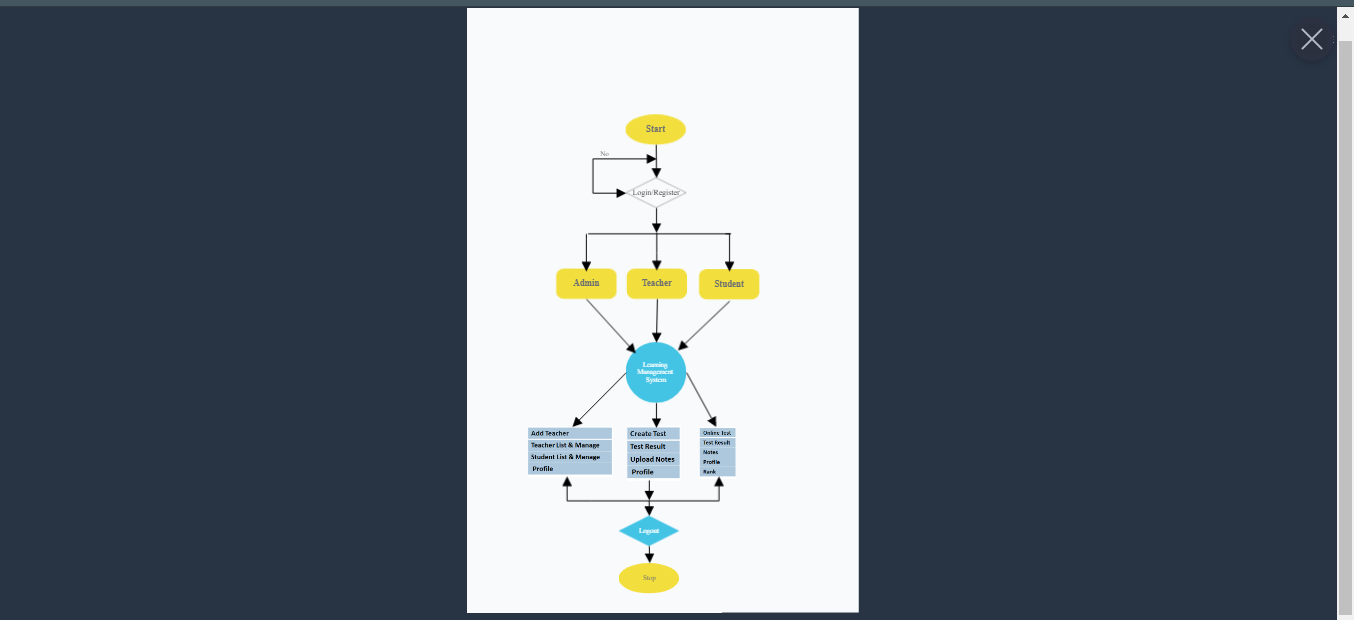 Start
No
Login/Register
Admin
Teacher
Student
Learning
Management
System
Add Teacher
Teacher List & Manage
Student List & Manage
Profile
Create Test
Test Result
Upload Notes
Profile
Online Test
Test Result
Notes
Profile
Rank
Logout
Stop